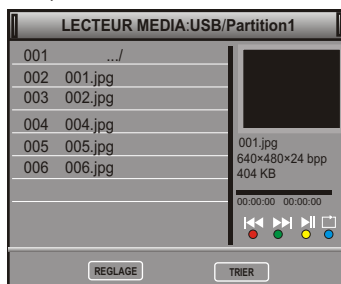 LECTEUR MEDIA:USB/Partition1
001 .../
002 001.jpg
003 002.jpg
004 004.jpg
005 005.jpg
006 006.jpg
001.jpg
640×480×24 bpp
404 KB
00:00:00 00:00:00
REGLAGE TRIER